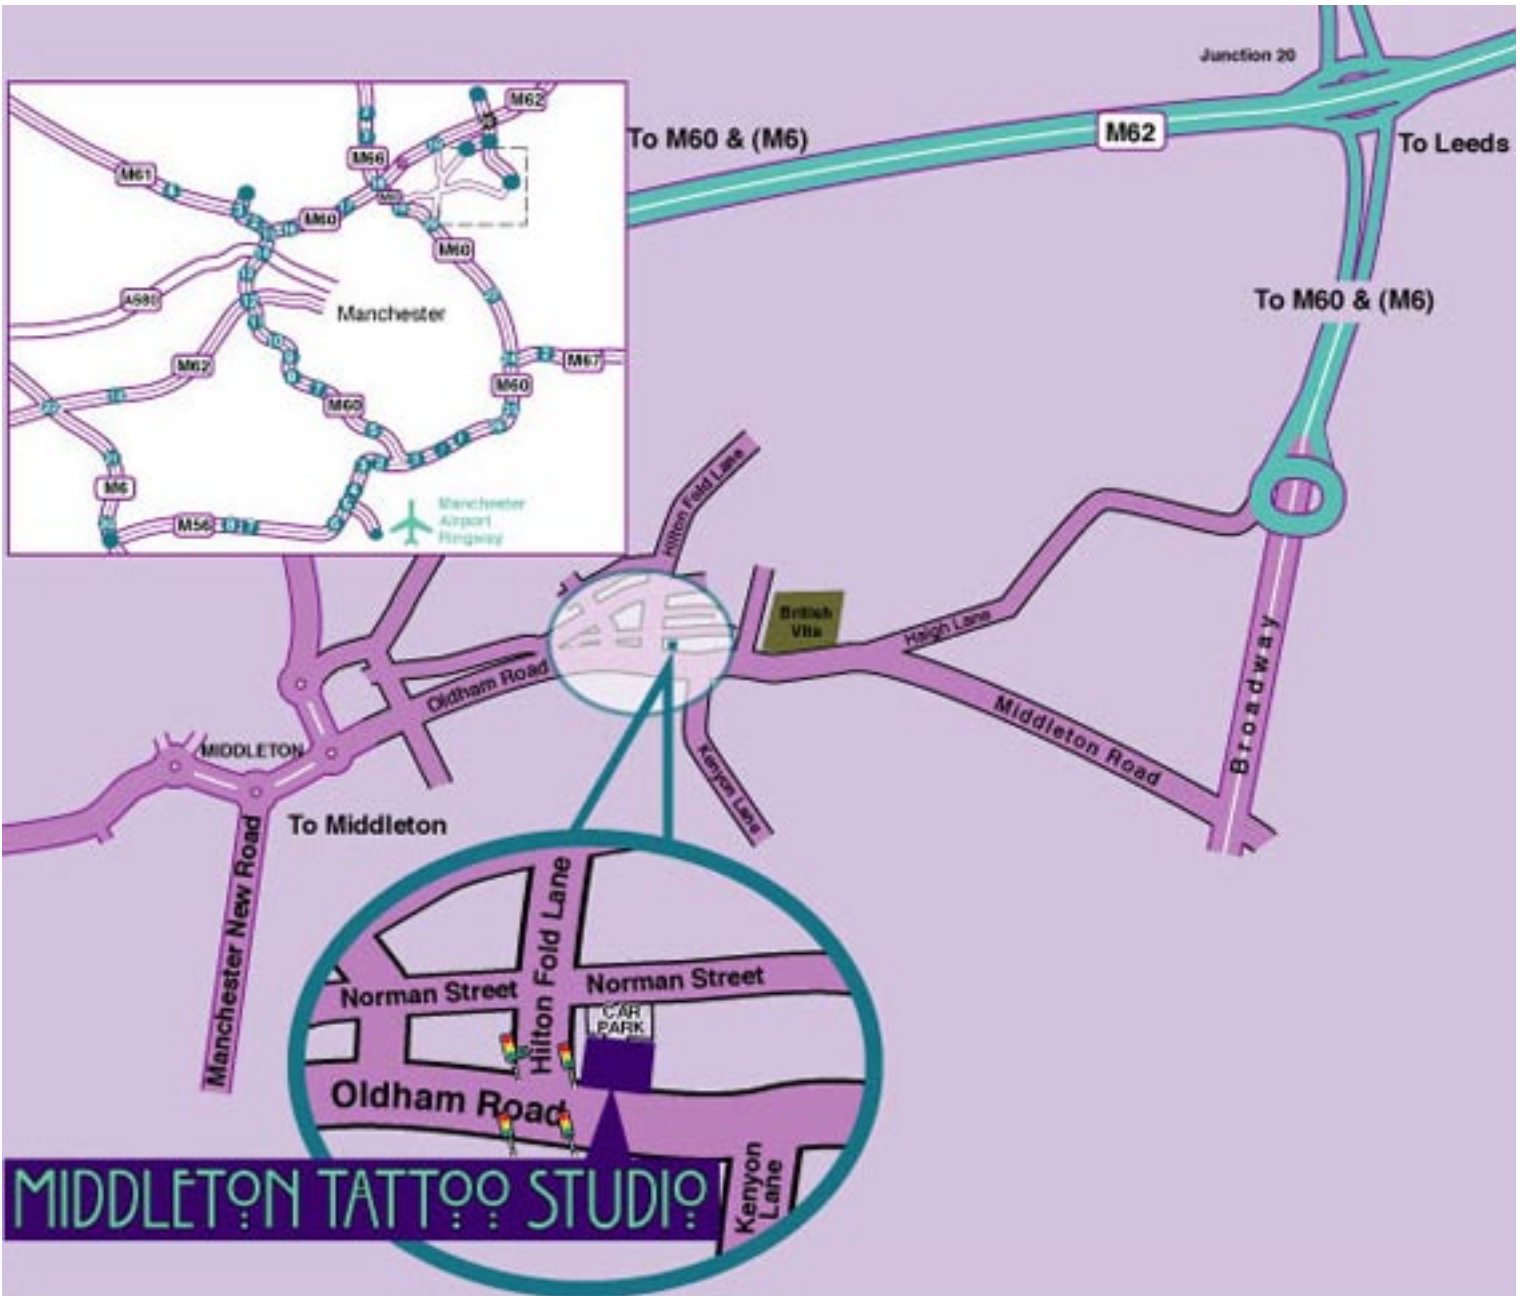 Junction 20
M62
To M60 & (M6)
M62
To Leeds
M66
M61
M60
M60
A580
Manchester
To M60 & (M6)
M62
M67
M60
M60
M6
M56
Manchester
Airport
Ringway
Hilton Fold Lane
British
Vita
Haigh Lane
Oldham Road
Middleton Road
Broadway
MIDDLETON
Kenyon Lane
To Middleton
Manchester New Road
Hilton Fold Lane
Norman Street
Norman Street
CAR
PARK
Oldham Road
MIDDLETON TATTOO STUDIO
Kenyon
Lane